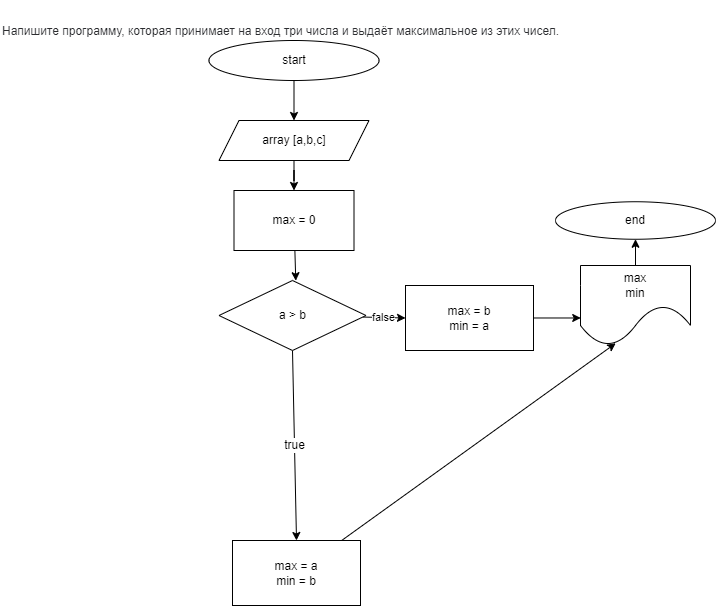 Напишите программу, которая принимает на вход три числа и выдаёт максимальное из этих чисел.
start
array [a,b,c]
max = 0
a > b
false
max = b
min = a
max
min
end
true
max = a
min = b